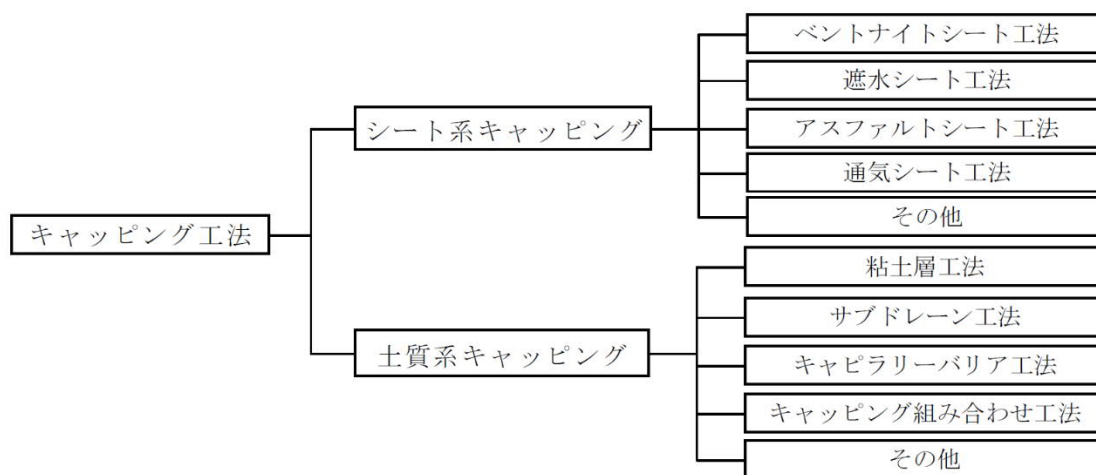 キャッピング工法
シート系キャッピング
ベントナイトシート工法
遮水シート工法
アスファルトシート工法
通気シート工法
その他
土質系キャッピング
粘土層工法
サブドレーン工法
キャピラリーバリア工法
キャッピング組み合わせ工法
その他